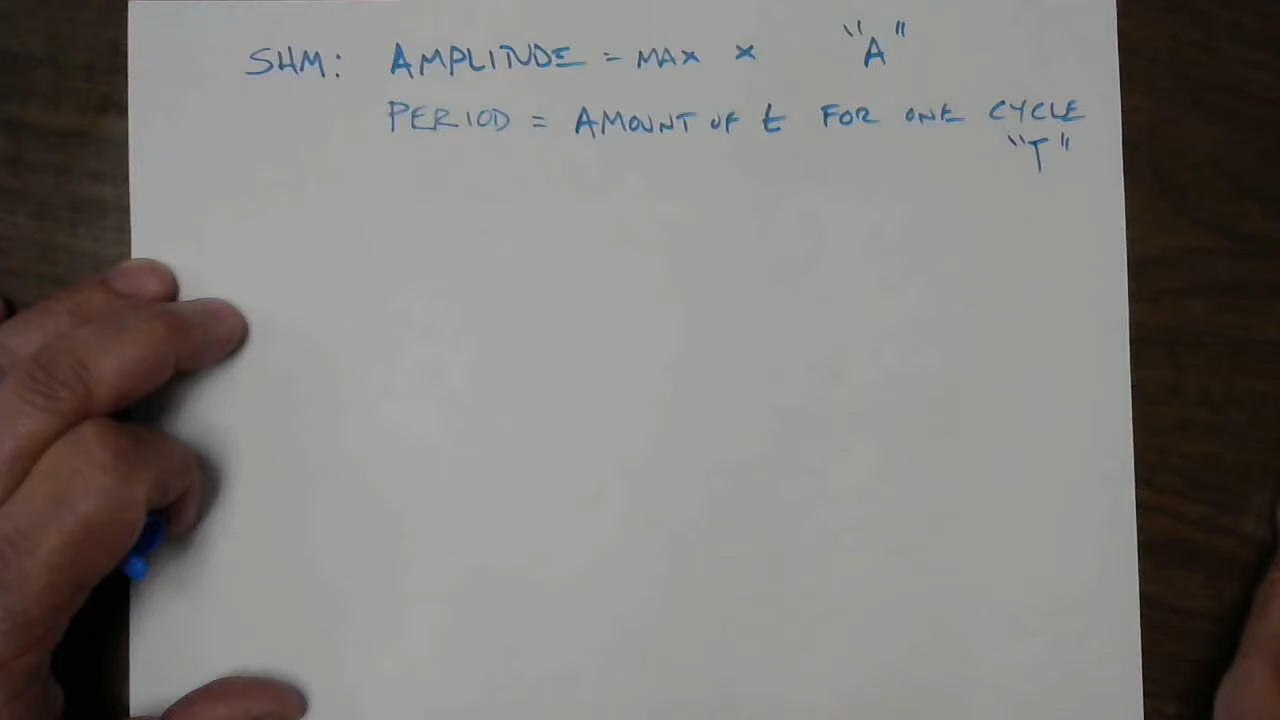 SHM: AMPLITUDE = MAX x "A"
PERIOD = AMOUNT OF t FOR ONE CYCLE
"T"